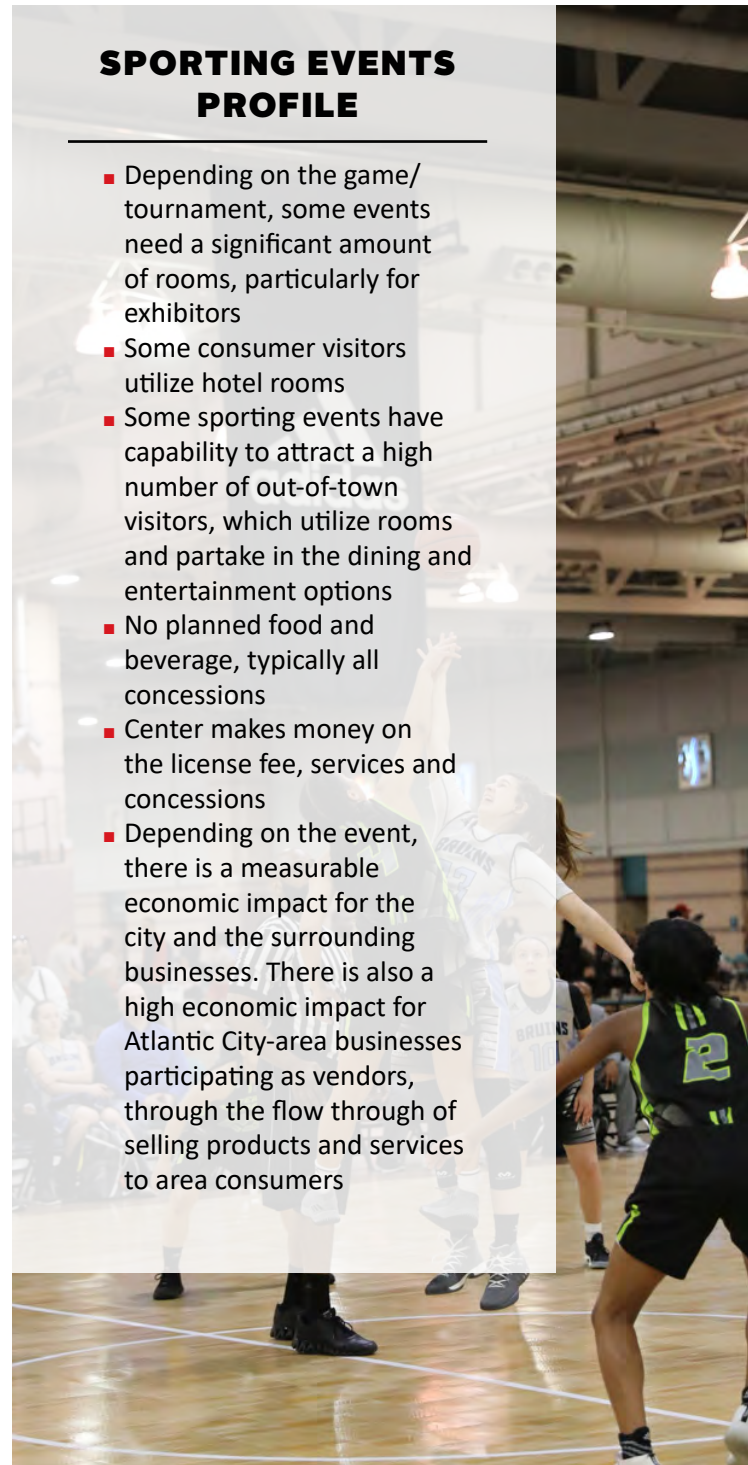 SPORTING EVENTS
PROFILE
▪ Depending on the game/
tournament, some events
need a significant amount
of rooms, particularly for
exhibitors
▪ Some consumer visitors
utilize hotel rooms
▪ Some sporting events have
capability to attract a high
number of out-of-town
visitors, which utilize rooms
and partake in the dining and
entertainment options
▪ No planned food and
beverage, typically all
concessions
▪ Center makes money on
the license fee, services and
concessions
▪ Depending on the event,
there is a measurable
economic impact for the
city and the surrounding
businesses. There is also a
high economic impact for
Atlantic City-area businesses
participating as vendors,
through the flow through of
selling products and services
to area consumers
adidas
BRUINS
BRUINS
10
2